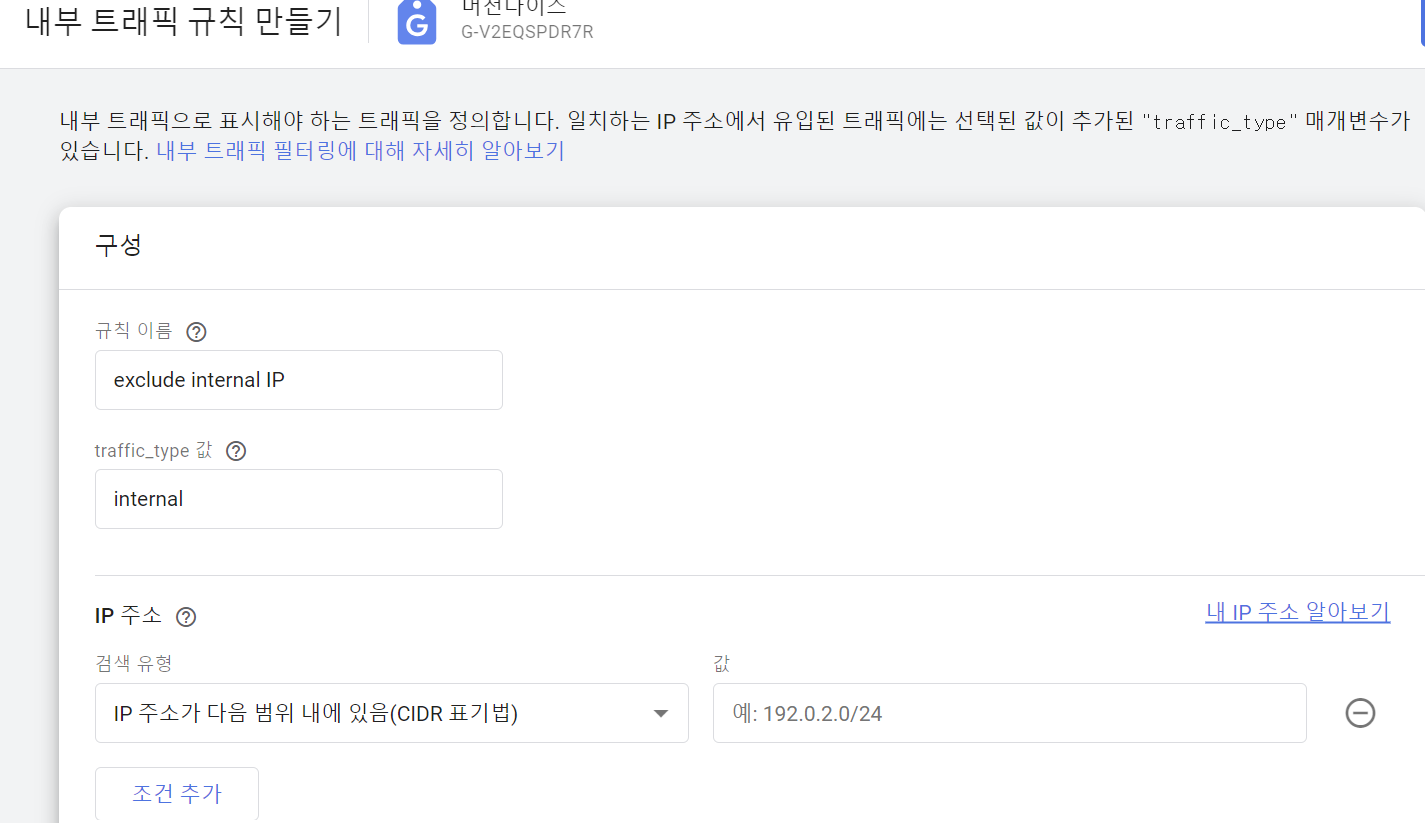 내부 트래픽 규칙 만들기
버전나이스
G-V2EQSPDR7R
내부 트래픽으로 표시해야 하는 트래픽을 정의합니다. 일치하는 IP 주소에서 유입된 트래픽에는 선택된 값이 추가된 "traffic_type" 매개변수가
있습니다. 내부 트래픽 필터링에 대해 자세히 알아보기
구성
규칙 이름
exclude internal IP
traffic_type 값
internal
IP 주소
내 IP 주소 알아보기
검색 유형
값
IP 주소가 다음 범위 내에 있음(CIDR 표기법)
예: 192.0.2.0/24
조건 추가